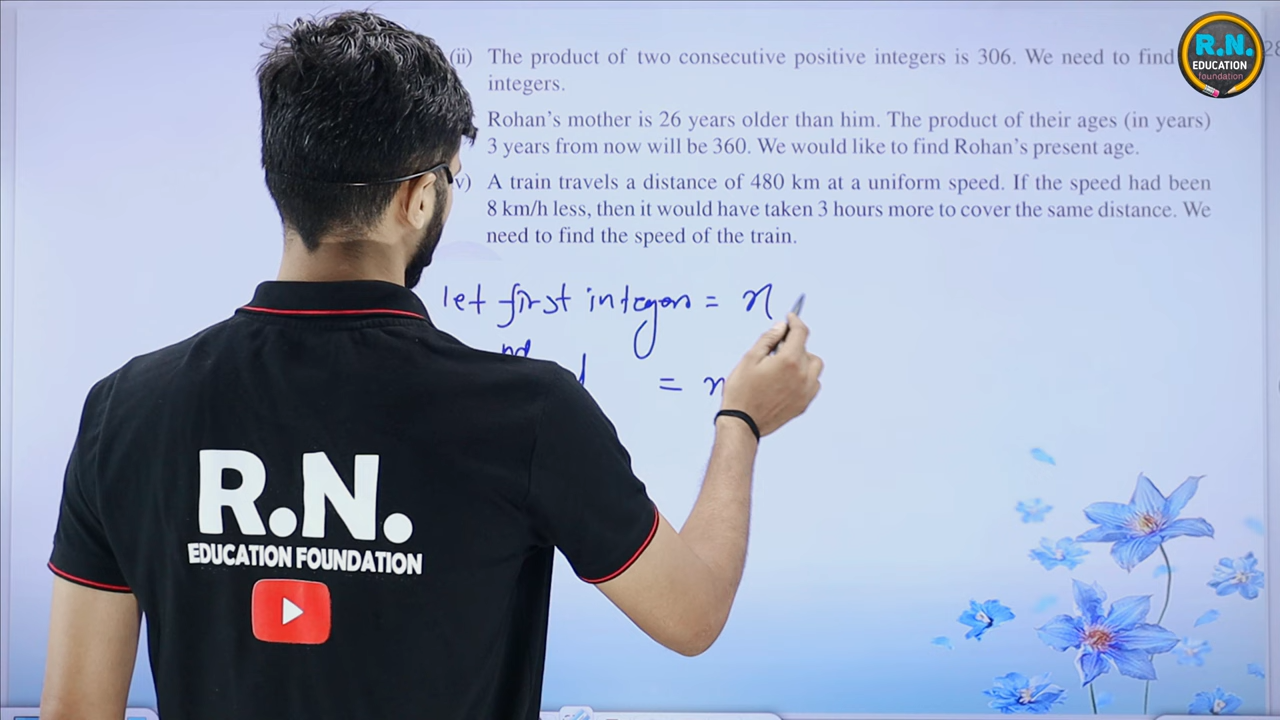 (ii) The product of two consecutive positive integers is 306. We need to find
integers.
Rohan's mother is 26 years older than him. The product of their ages (in years)
3 years from now will be 360. We would like to find Rohan's present age.
v) A train travels a distance of 480 km at a uniform speed. If the speed had been
8 km/h less, then it would have taken 3 hours more to cover the same distance. We
need to find the speed of the train.
let first integer = x
nd = x
R.N.
EDUCATION
foundation
28
R.N.
EDUCATION FOUNDATION